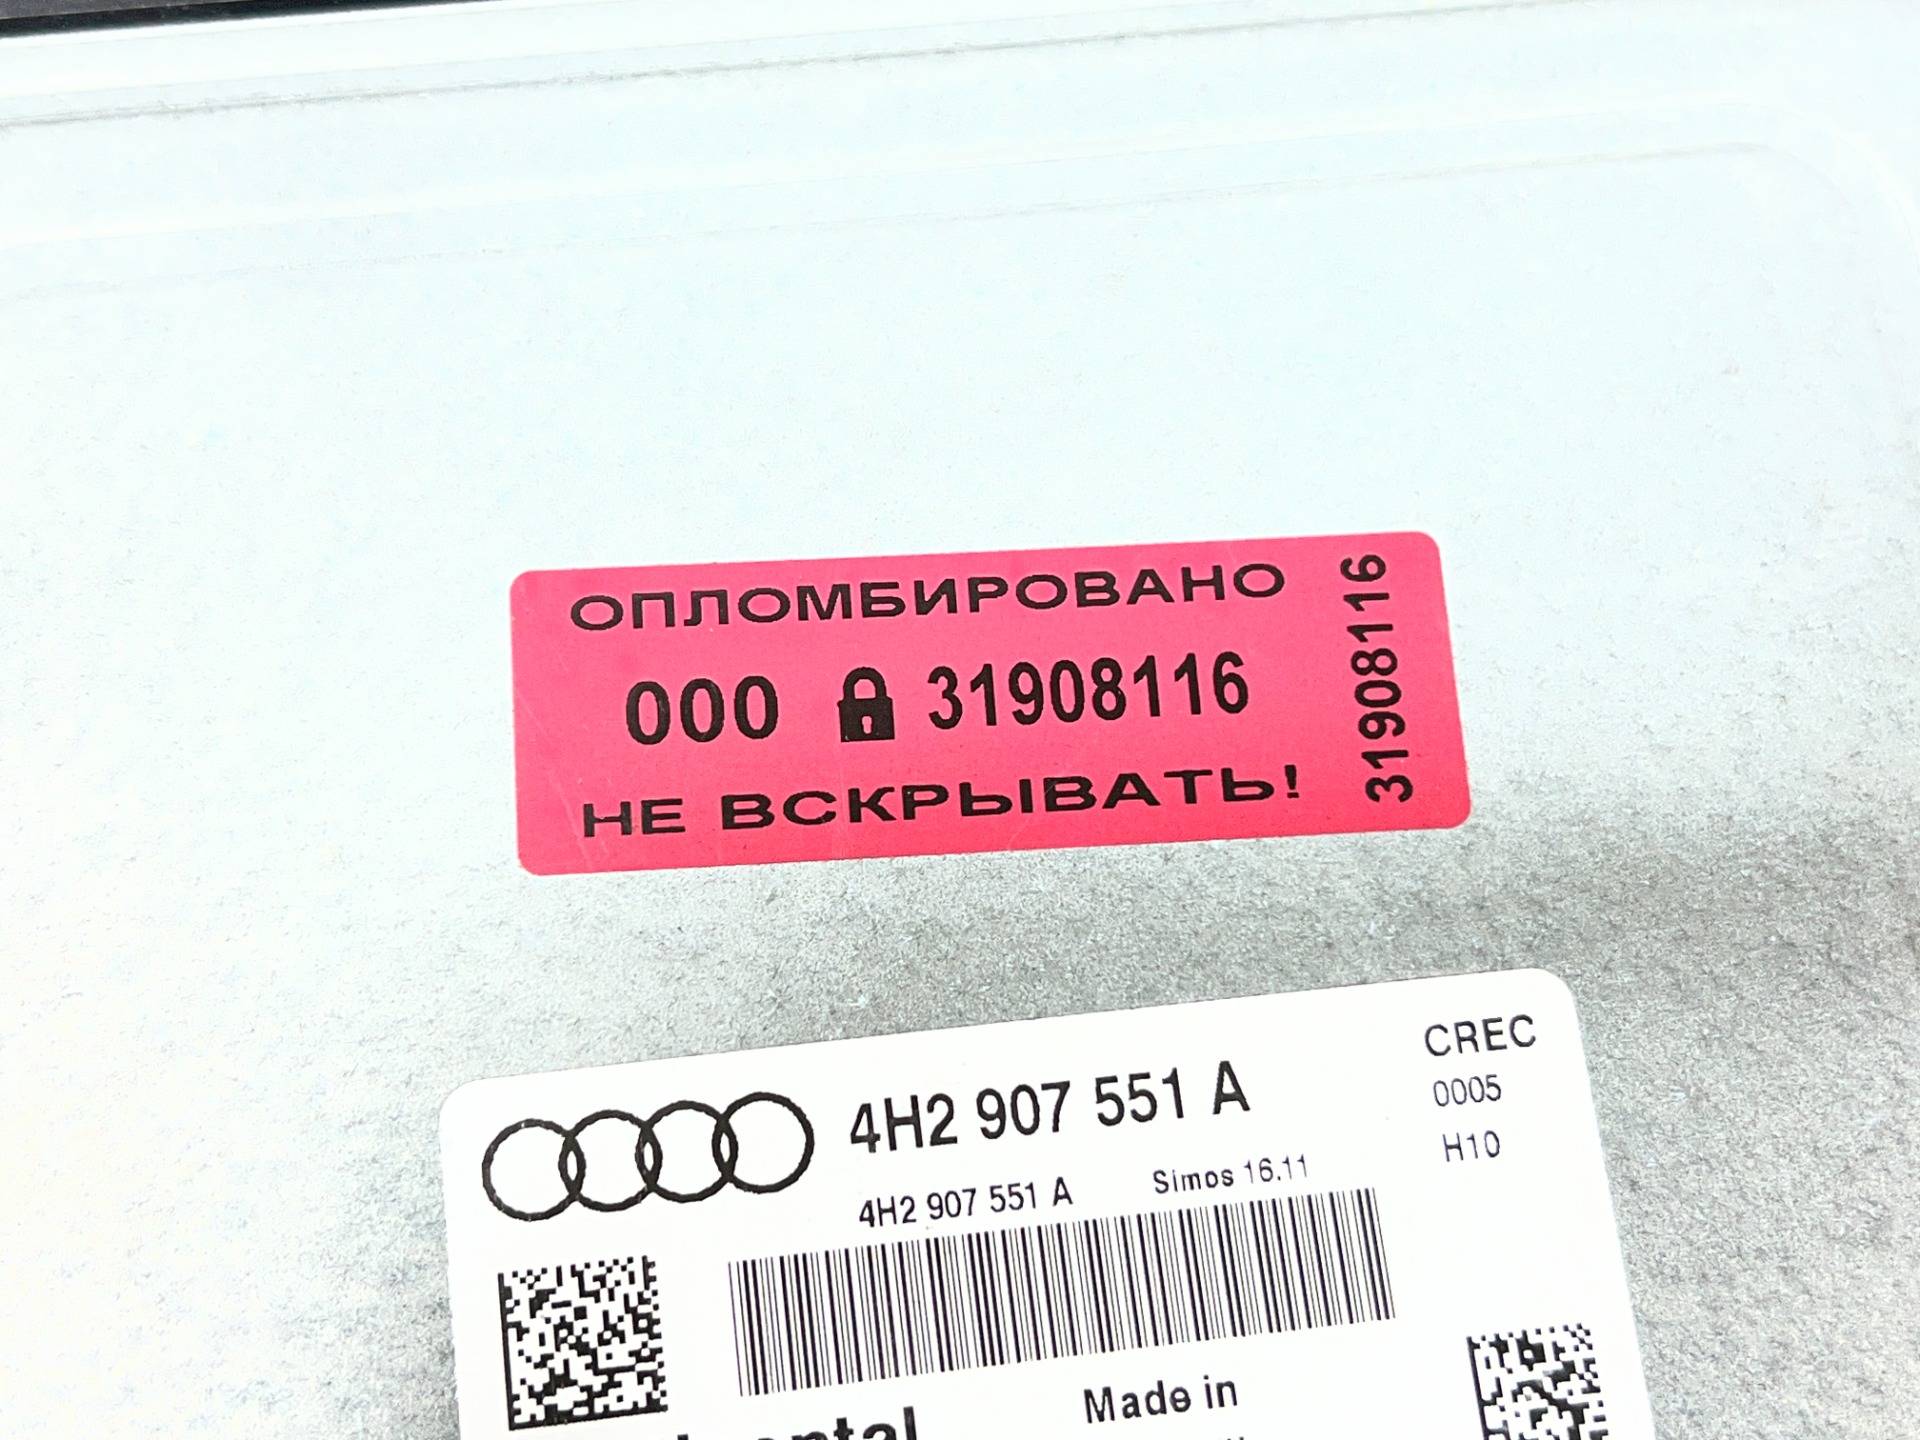 ОПЛОМБИРОВАНО
000 31908116
НЕ ВСКРЫВАТЬ!
31908116
4H2 907 551 A
CREC
0005
H10
4H2 907 551 A Simos 16.11
Made in